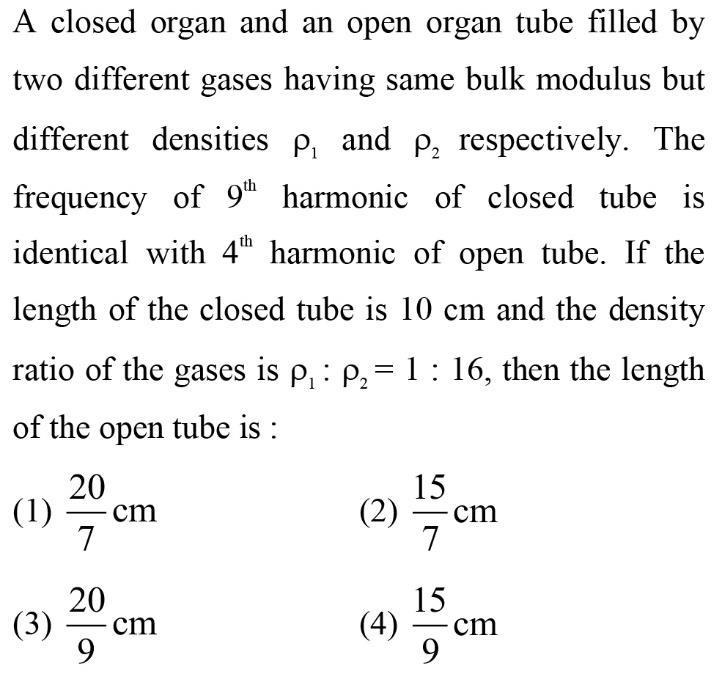 A closed organ and an open organ tube filled by
two different gases having same bulk modulus but
different densities ρ₁ and ρ₂ respectively. The
frequency of 9ᵗʰ harmonic of closed tube is
identical with 4ᵗʰ harmonic of open tube. If the
length of the closed tube is 10 cm and the density
ratio of the gases is ρ₁ : ρ₂ = 1 : 16, then the length
of the open tube is :
(1) 20/7 cm (2) 15/7 cm
(3) 20/9 cm (4) 15/9 cm